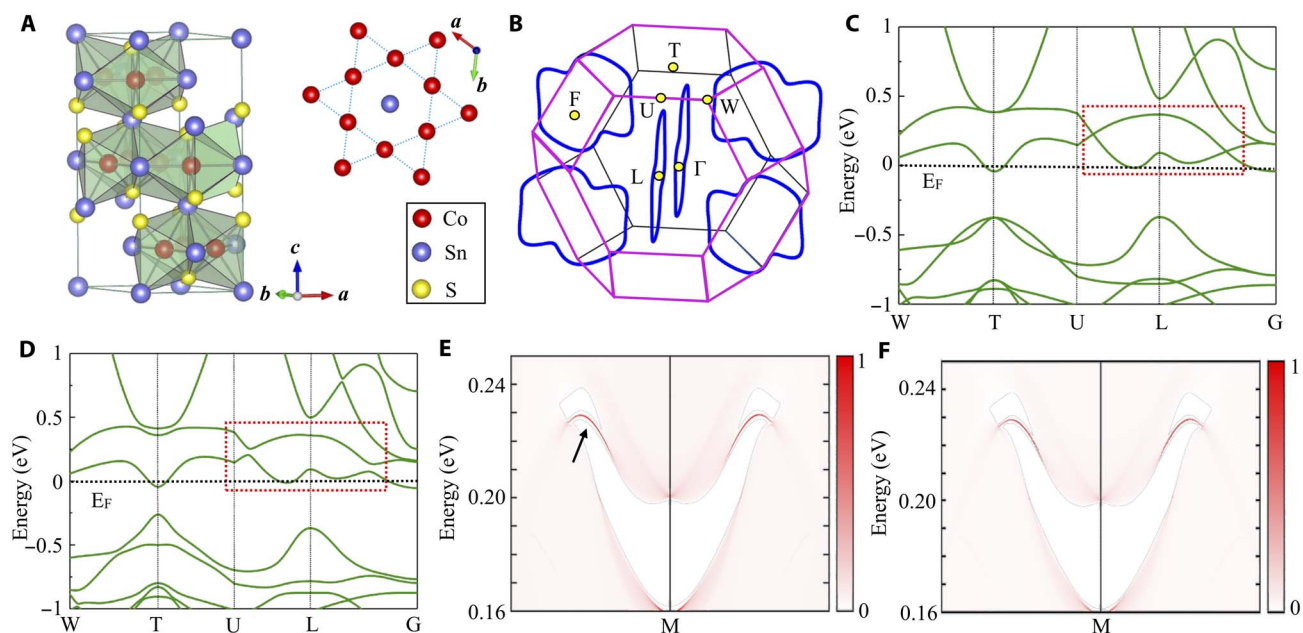 A
a
b
Co
Sn
S
c
b
a
B
T
F
U
W
L
Γ
C
Energy (eV)
1
0.5
0
−0.5
−1
EF
W
T
U
L
G
D
Energy (eV)
1
0.5
0
−0.5
−1
EF
W
T
U
L
G
E
Energy (eV)
0.24
0.20
0.16
M
1
0
F
Energy (eV)
0.24
0.20
0.16
M
1
0